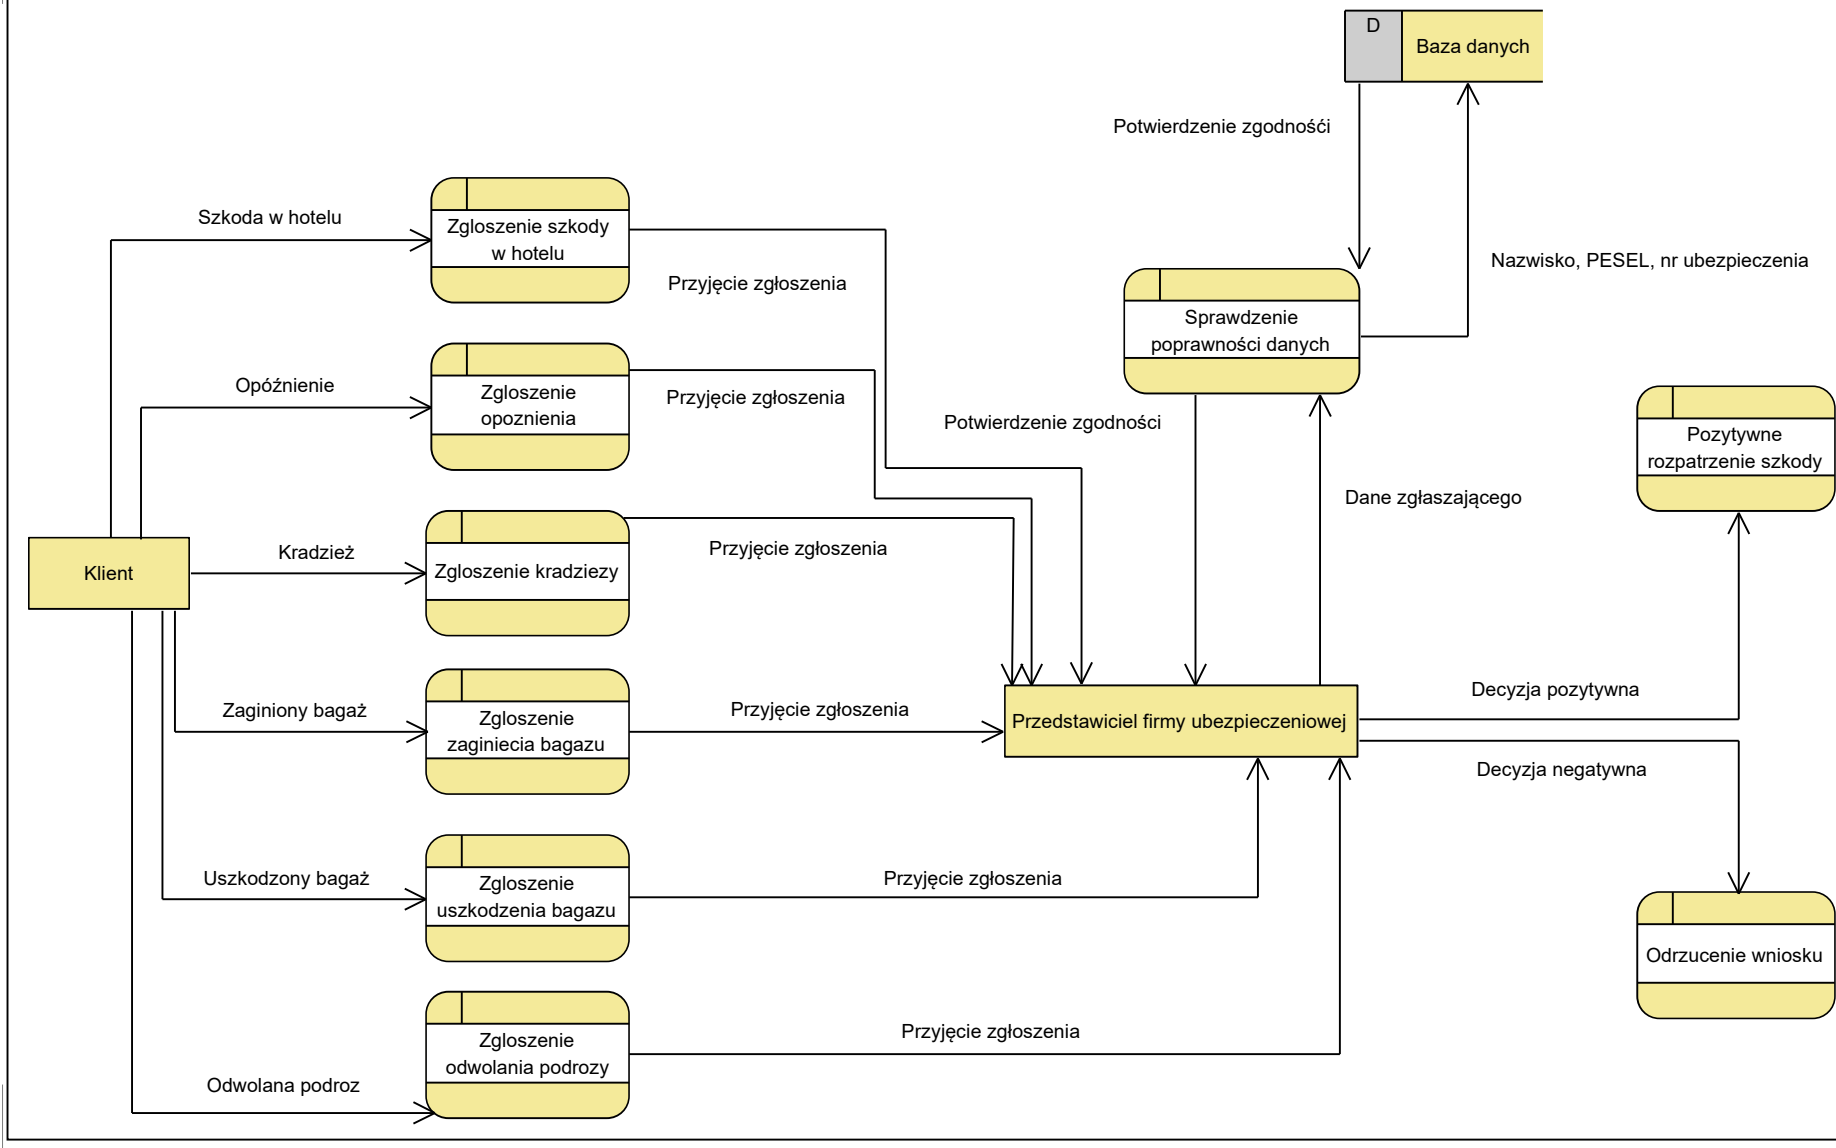 D
Baza danych
Potwierdzenie zgodnośći
Szkoda w hotelu
Zgloszenie szkody
w hotelu
Przyjęcie zgłoszenia
Nazwisko, PESEL, nr ubezpieczenia
Sprawdzenie
poprawności danych
Opóźnienie
Zgloszenie
opoznienia
Przyjęcie zgłoszenia
Potwierdzenie zgodności
Pozytywne
rozpatrzenie szkody
Dane zgłaszającego
Klient
Kradzież
Zgloszenie kradziezy
Przyjęcie zgłoszenia
Zaginiony bagaż
Zgloszenie
zaginiecia bagazu
Przyjęcie zgłoszenia
Przedstawiciel firmy ubezpieczeniowej
Decyzja pozytywna
Decyzja negatywna
Uszkodzony bagaż
Zgloszenie
uszkodzenia bagazu
Przyjęcie zgłoszenia
Odrzucenie wniosku
Zgloszenie
odwolania podrozy
Przyjęcie zgłoszenia
Odwolana podroz